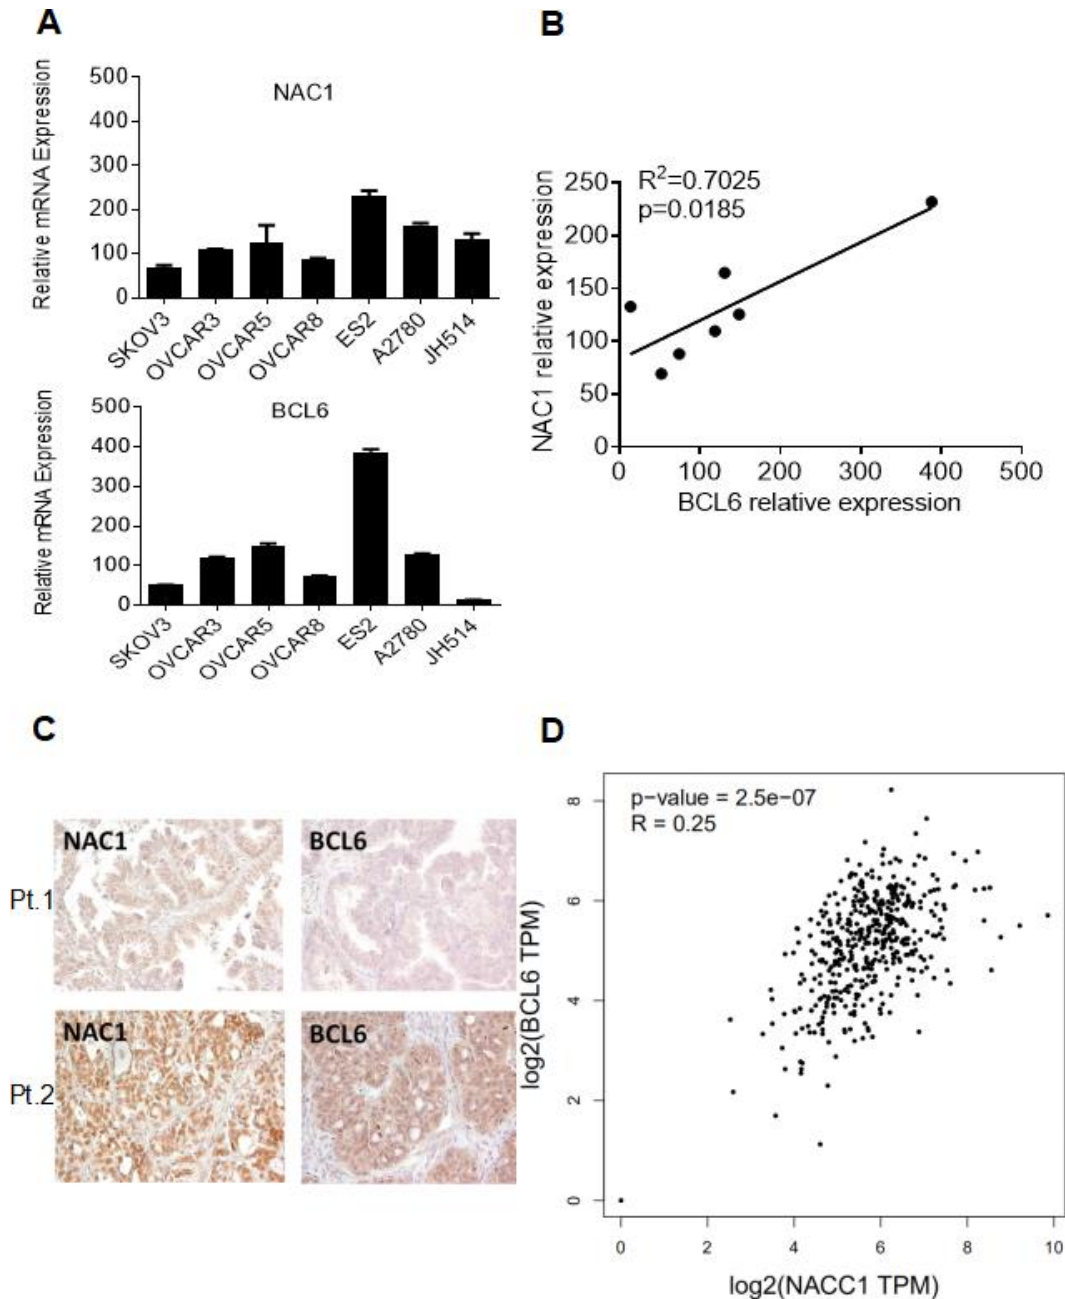 A
Relative mRNA Expression
NAC1
500
400
300
200
100
0
SKOV3
OVCAR3
OVCAR5
OVCAR8
ES2
A2780
JH514
Relative mRNA Expression
BCL6
500
400
300
200
100
0
SKOV3
OVCAR3
OVCAR5
OVCAR8
ES2
A2780
JH514
B
R²=0.7025
p=0.0185
NAC1 relative expression
250
200
150
100
50
0
0 100 200 300 400 500
BCL6 relative expression
C
Pt.1
NAC1
BCL6
Pt.2
NAC1
BCL6
D
p-value = 2.5e-07
R = 0.25
log2(BCL6 TPM)
8
6
4
2
0
0 2 4 6 8 10
log2(NACC1 TPM)